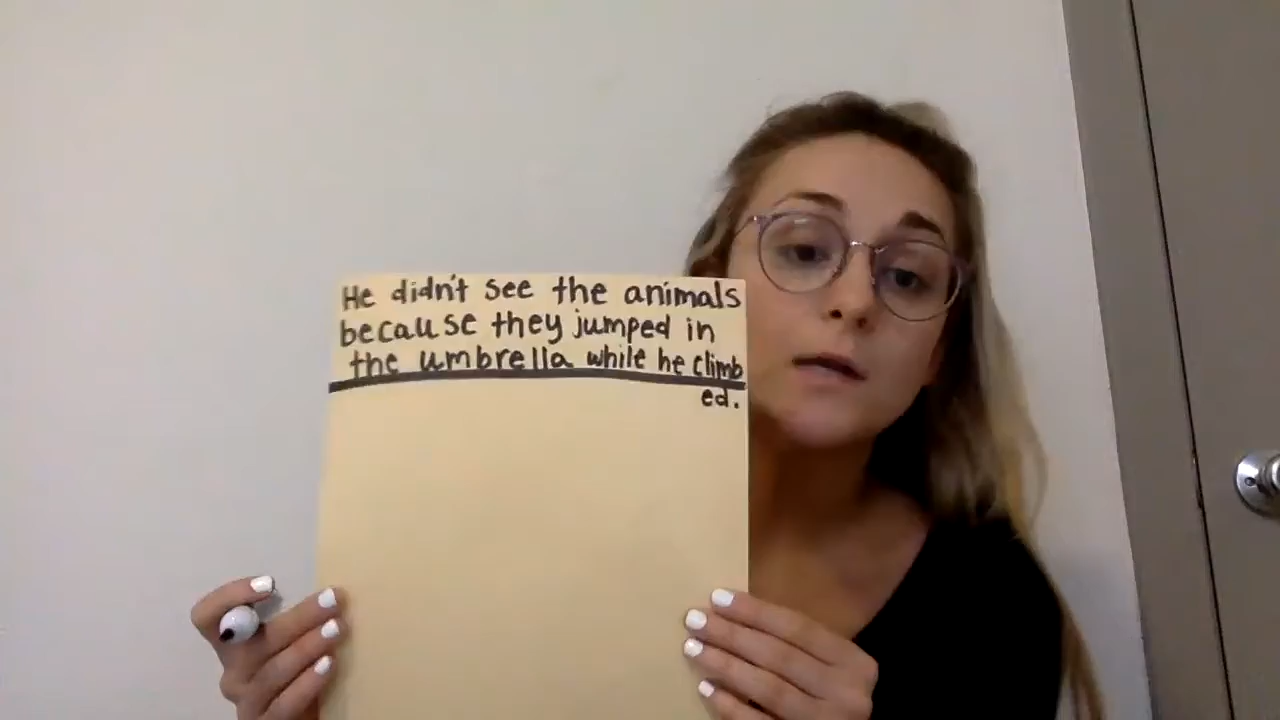 He didn't see the animals
because they jumped in
the umbrella while he climb
ed.